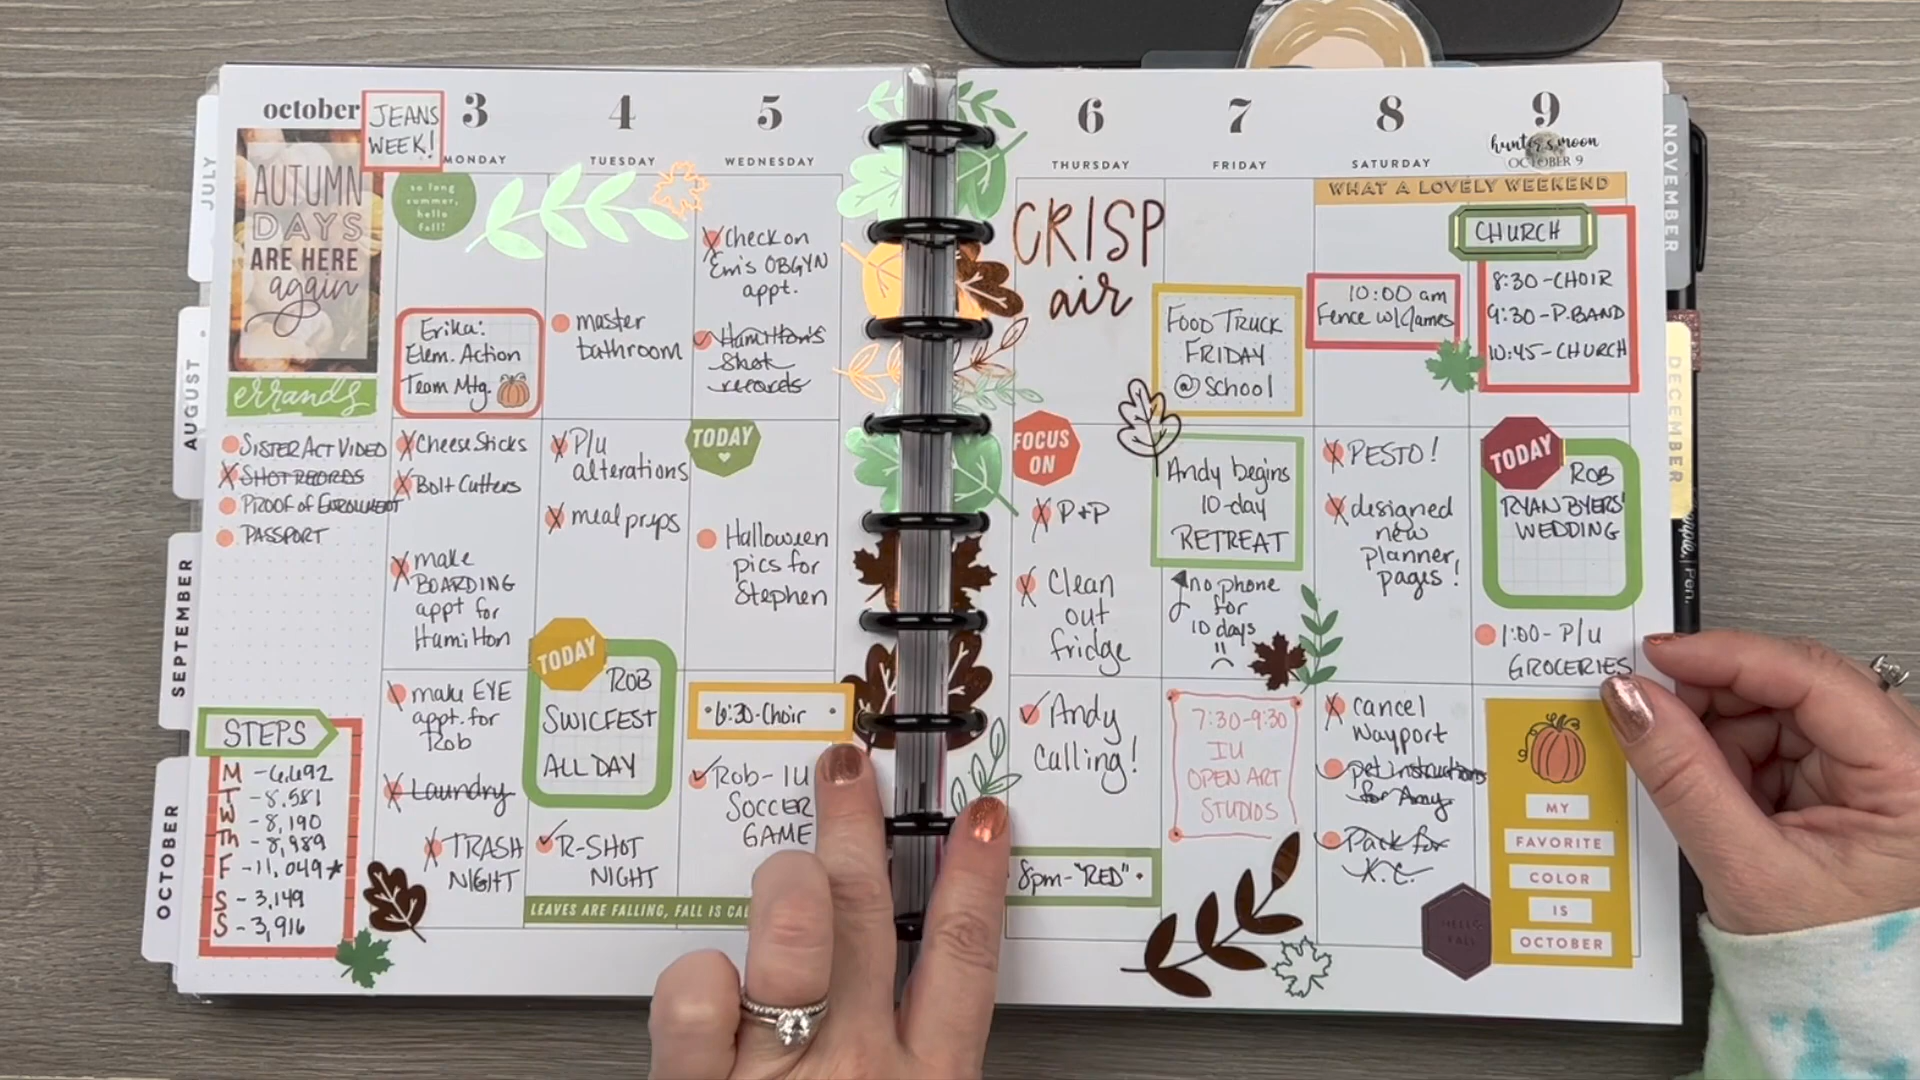 october
JEANS
WEEK!
3
MONDAY
4
TUESDAY
5
WEDNESDAY
6
THURSDAY
7
FRIDAY
8
SATURDAY
9
hunter's moon
OCTOBER 9
JULY
AUGUST
SEPTEMBER
OCTOBER
NOVEMBER
DECEMBER
AUTUMN
DAYS
ARE HERE
again
errands
SISTER ACT VIDEO
SHOT RECORDS
PROOF OF ENROLLMENT
PASSPORT
STEPS
M - 6,692
T - 8,581
W - 8,190
Th - 8,989
F - 11,049★
S - 3,149
S - 3,916
so long
summer,
hello
fall!
Erika:
Elem. Action
Team Mtg.
Cheese Sticks
Bolt Cutters
make
BOARDING
appt for
Hamilton
make EYE
appt. for
Rob
Laundry
TRASH
NIGHT
master
bathroom
P/u
alterations
meal preps
TODAY
ROB
SWICFEST
ALL DAY
R-SHOT
NIGHT
LEAVES ARE FALLING, FALL IS
Check on
Em's OBGYN
appt.
Hamilton's
Shot
records
TODAY
Halloween
pics for
Stephen
6:30-Choir
Rob- IU
SOCCER
GAME
CRISP
air
FOCUS
ON
P+P
Clean
out
fridge
Andy
calling!
8pm-"RED"
FOOD TRUCK
FRIDAY
@ School
Andy begins
10-day
RETREAT
no phone
for
10 days
7:30-9:30
IU
OPEN ART
STUDIOS
WHAT A LOVELY WEEKEND
10:00 am
Fence w/James
PESTO!
designed
new
planner
pages!
cancel
Wayport
pet instructions
for Amy
Pack for
K.C.
HELLO
FALL
CHURCH
8:30-CHOIR
9:30-P.BAND
10:45-CHURCH
TODAY
ROB
RYAN BYERS'
WEDDING
1:00- P/u
GROCERIES
MY
FAVORITE
COLOR
IS
OCTOBER